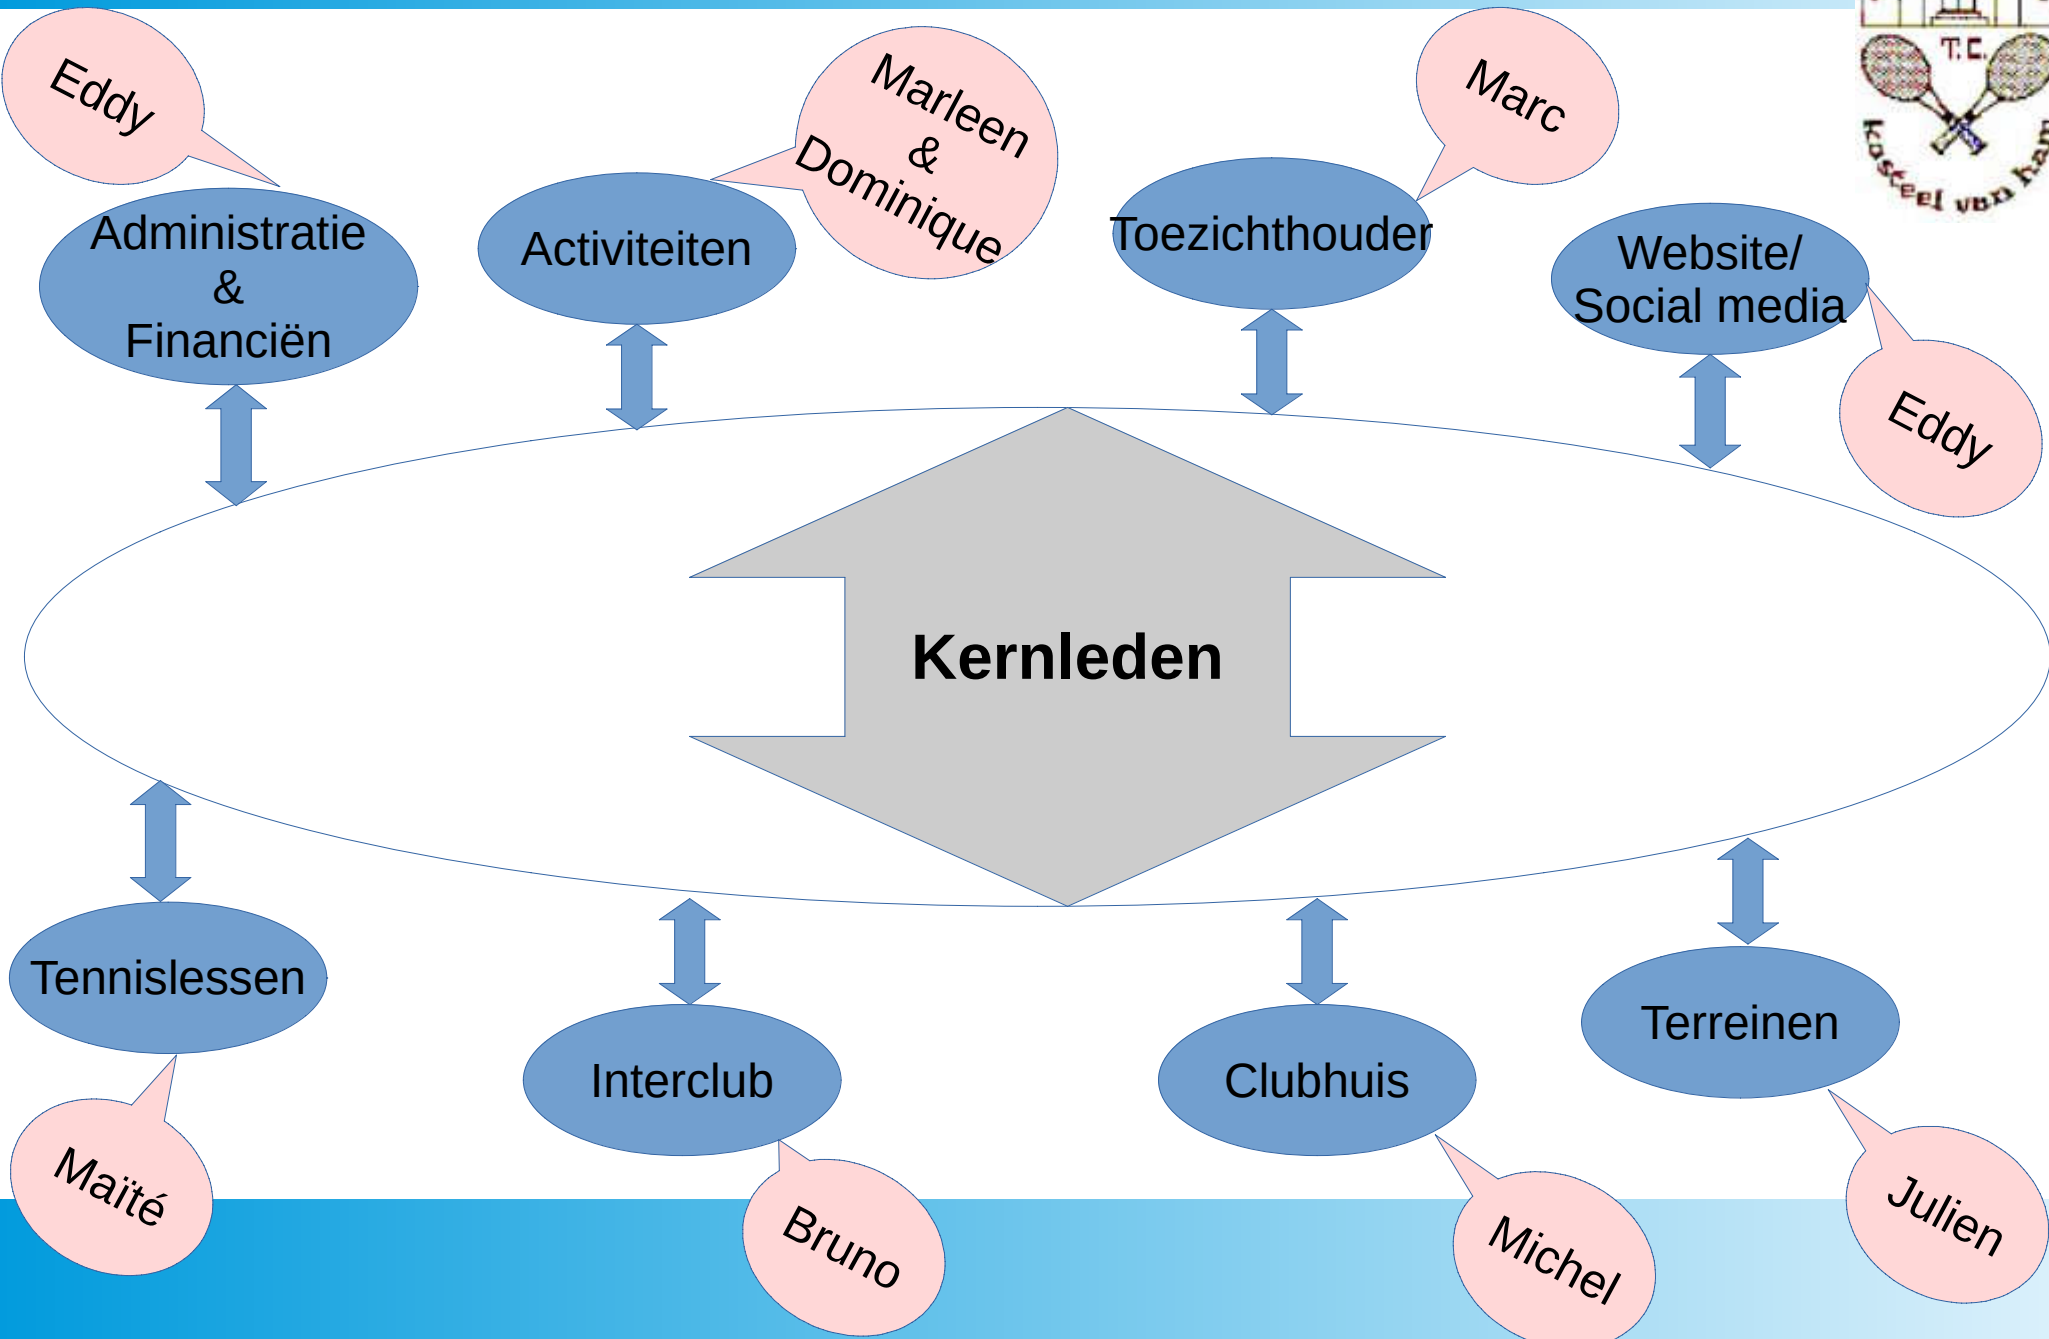 Eddy
Marleen
&
Dominique
Marc
T.C.
Kasteel van ham
Administratie
&
Financiën
Activiteiten
Toezichthouder
Website/
Social media
Eddy
Kernleden
Tennislessen
Interclub
Clubhuis
Terreinen
Maïté
Bruno
Michel
Julien